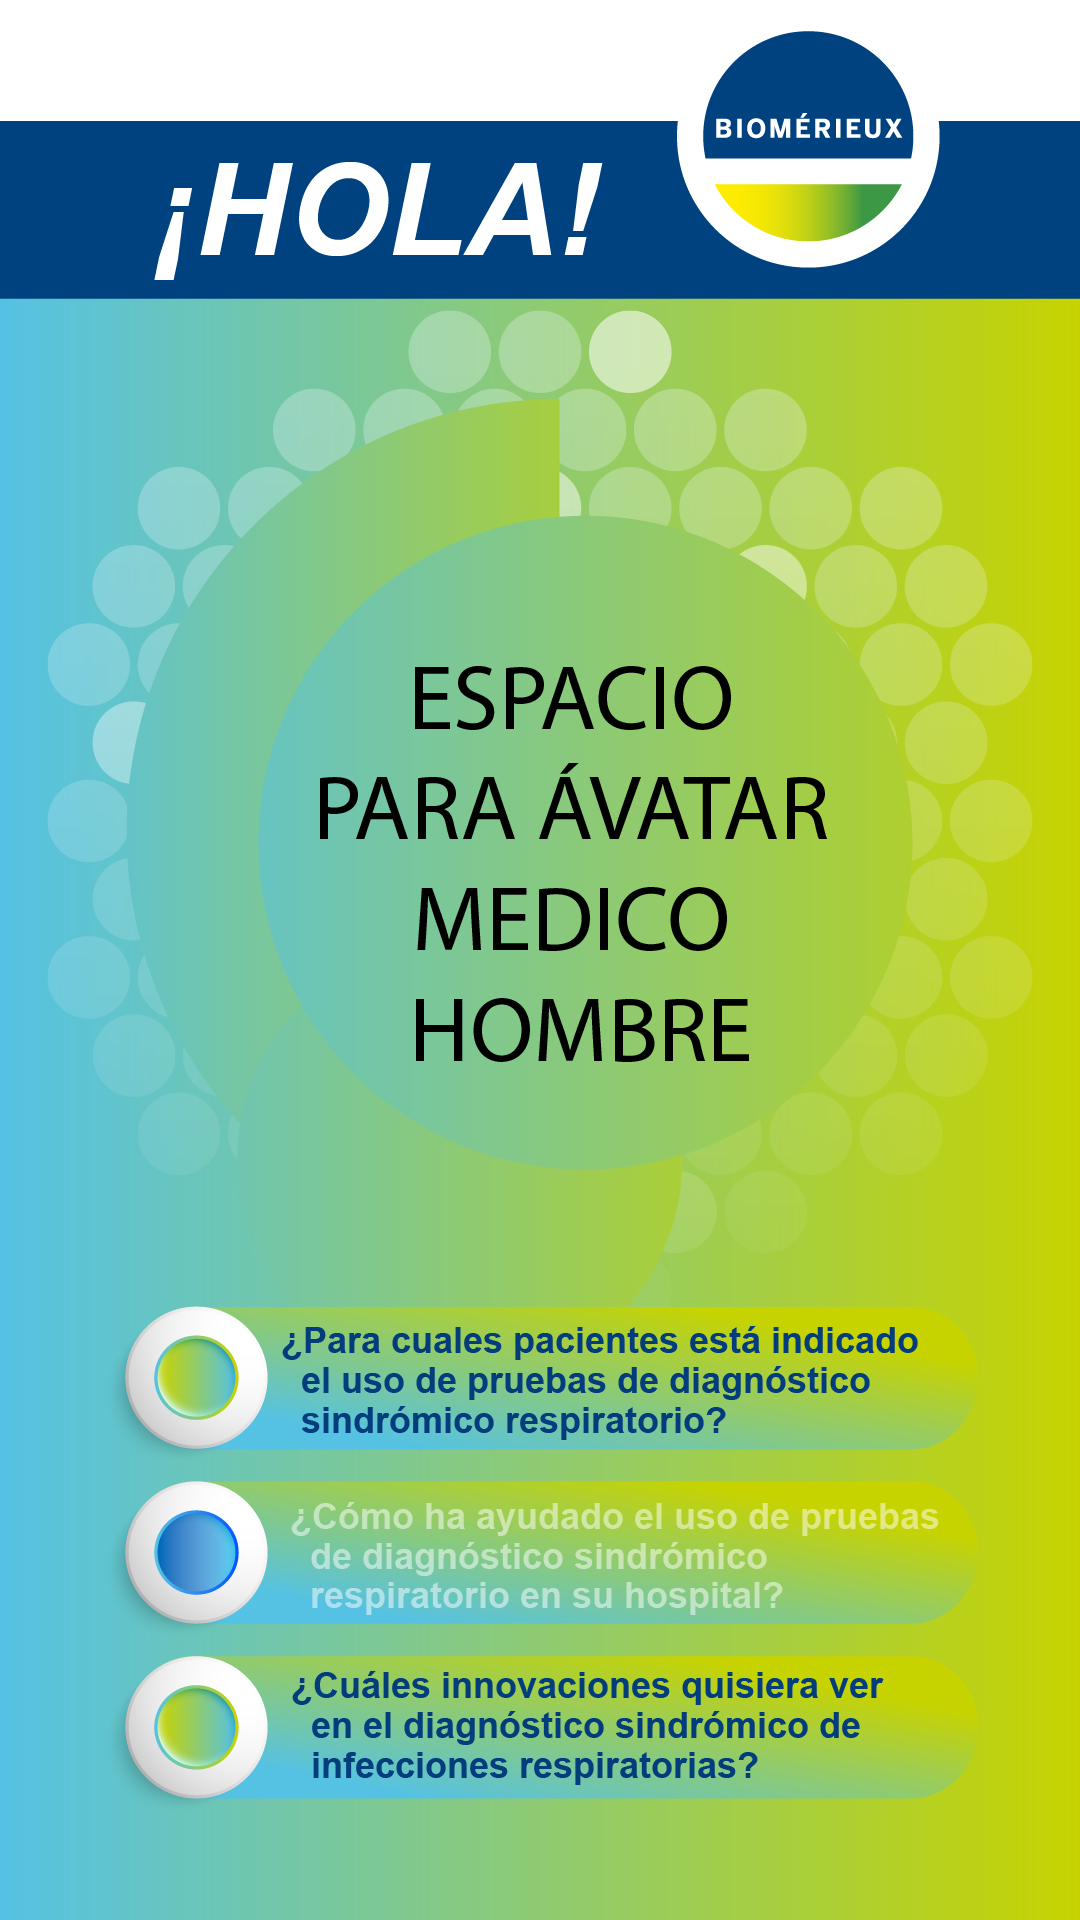 BIOMÉRIEUX
¡HOLA!
ESPACIO
PARA ÁVATAR
MEDICO
HOMBRE
¿Para cuales pacientes está indicado
el uso de pruebas de diagnóstico
sindrómico respiratorio?
¿Cómo ha ayudado el uso de pruebas
de diagnóstico sindrómico
respiratorio en su hospital?
¿Cuáles innovaciones quisiera ver
en el diagnóstico sindrómico de
infecciones respiratorias?